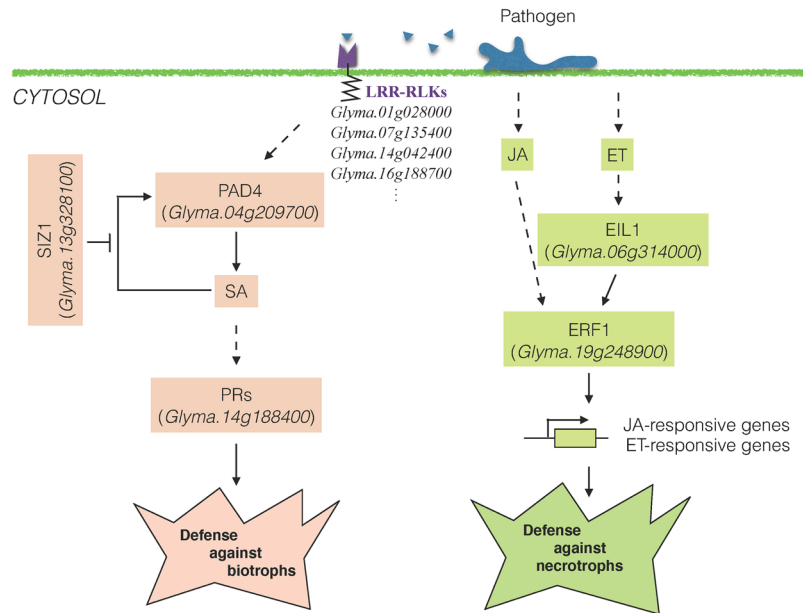 Pathogen
CYTOSOL
LRR-RLKs
Glyma.01g028000
Glyma.07g135400
Glyma.14g042400
Glyma.16g188700
⋮
JA
ET
SIZ1
(Glyma.13g328100)
PAD4
(Glyma.04g209700)
EIL1
(Glyma.06g314000)
SA
ERF1
(Glyma.19g248900)
PRs
(Glyma.14g188400)
JA-responsive genes
ET-responsive genes
Defense
against
biotrophs
Defense
against
necrotrophs